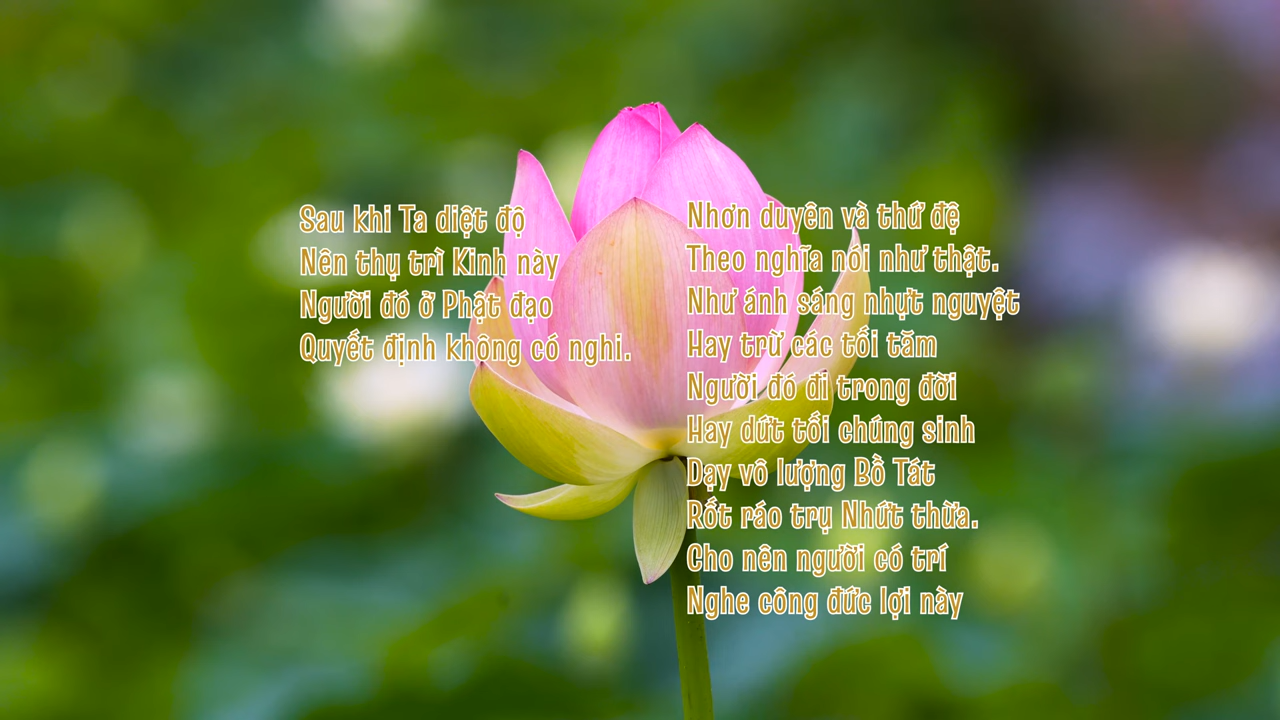 Sau khi Ta diệt độ
Nên thụ trì Kinh này
Người đó ở Phật đạo
Quyết định không có nghi.
Nhơn duyên và thứ đệ
Theo nghĩa nói như thật.
Như ánh sáng nhựt nguyệt
Hay trừ các tối tăm
Người đó đi trong đời
Hay dứt tối chúng sinh
Dạy vô lượng Bồ Tát
Rốt ráo trụ Nhứt thừa.
Cho nên người có trí
Nghe công đức lợi này